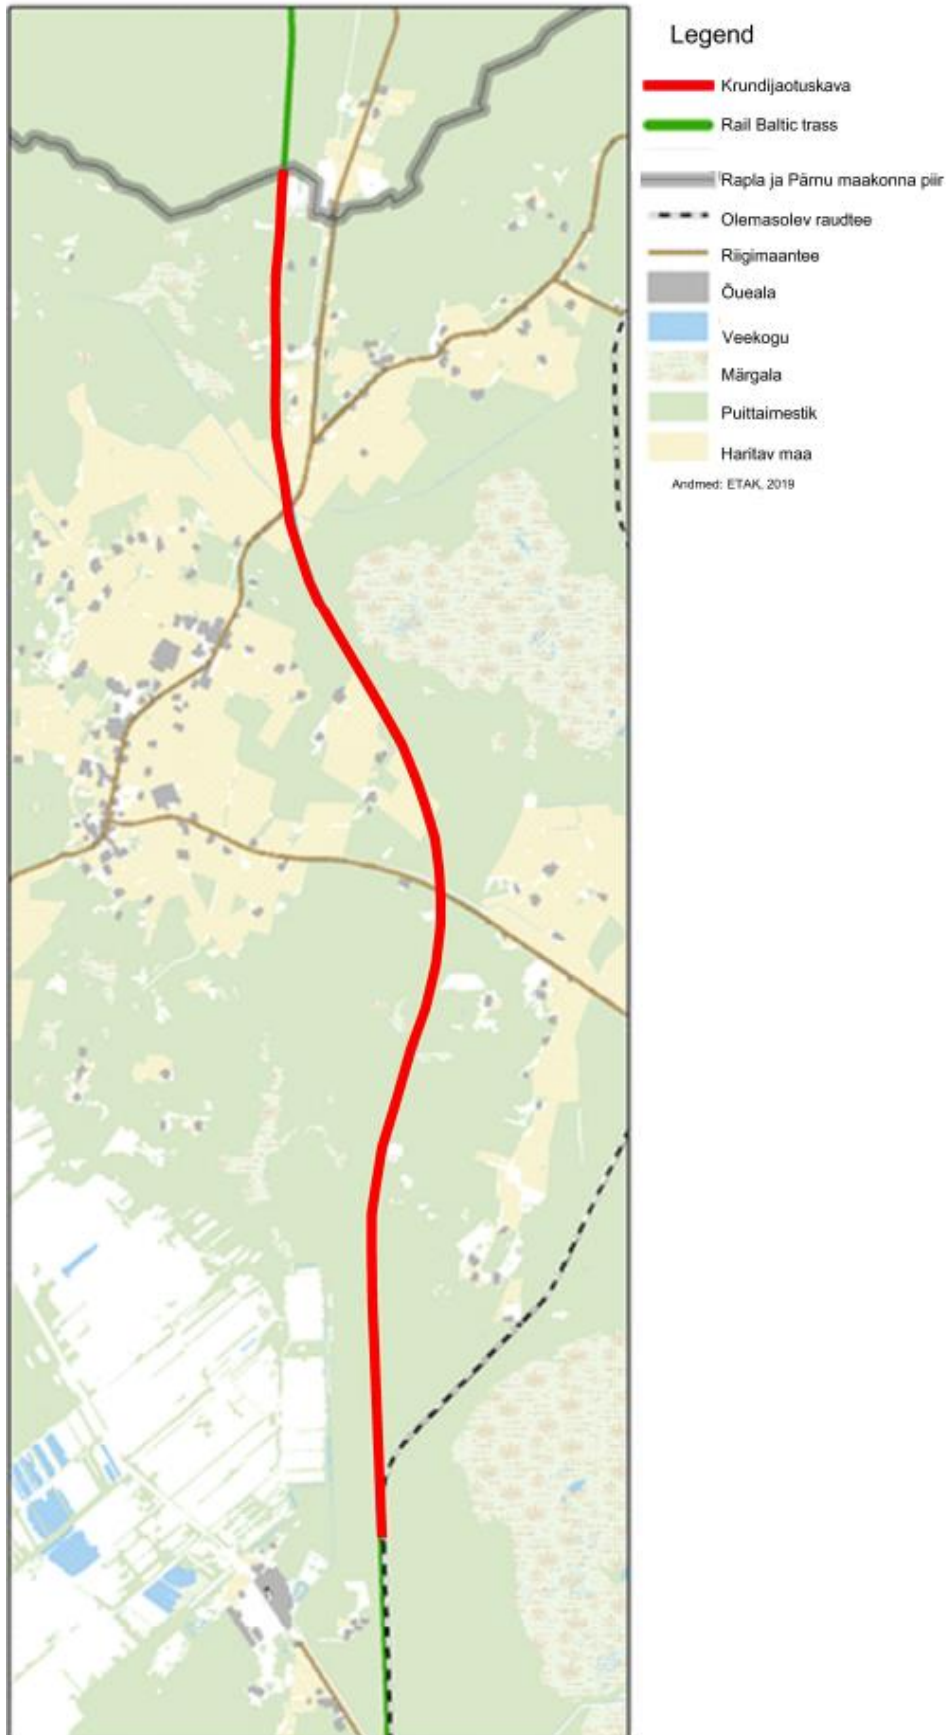 Legend
Krundijaotuskava
Rail Baltic trass
Rapla ja Pärnu maakonna piir
Olemasolev raudtee
Riigimaantee
Õueala
Veekogu
Märgala
Puittaimestik
Haritav maa
Andmed: ETAK, 2019